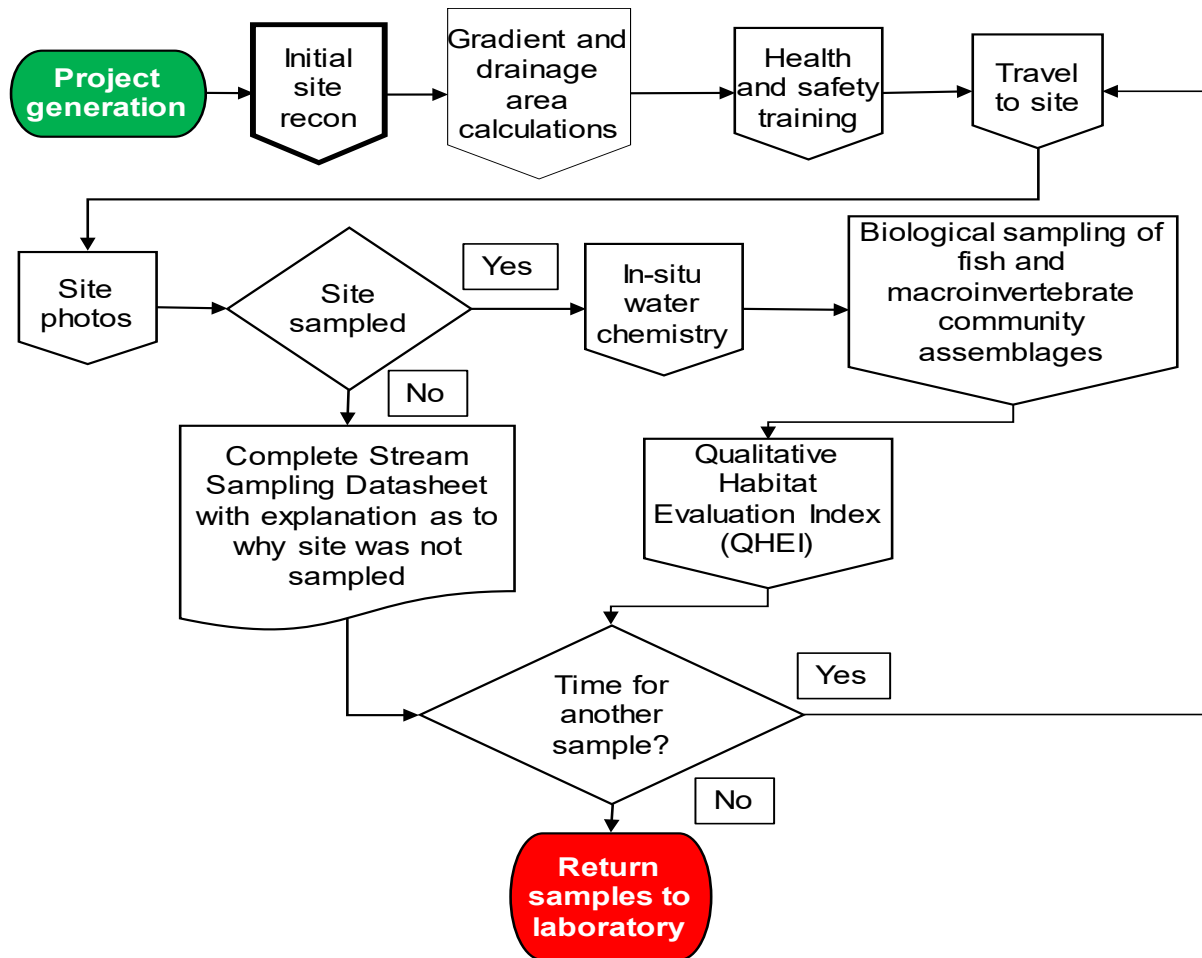 Project
generation
Initial
site
recon
Gradient and
drainage
area
calculations
Health
and safety
training
Travel
to site
Site
photos
Site
sampled
Yes
In-situ
water
chemistry
Biological sampling of
fish and
macroinvertebrate
community
assemblages
No
Complete Stream
Sampling Datasheet
with explanation as to
why site was not
sampled
Qualitative
Habitat
Evaluation Index
(QHEI)
Time for
another
sample?
Yes
No
Return
samples to
laboratory